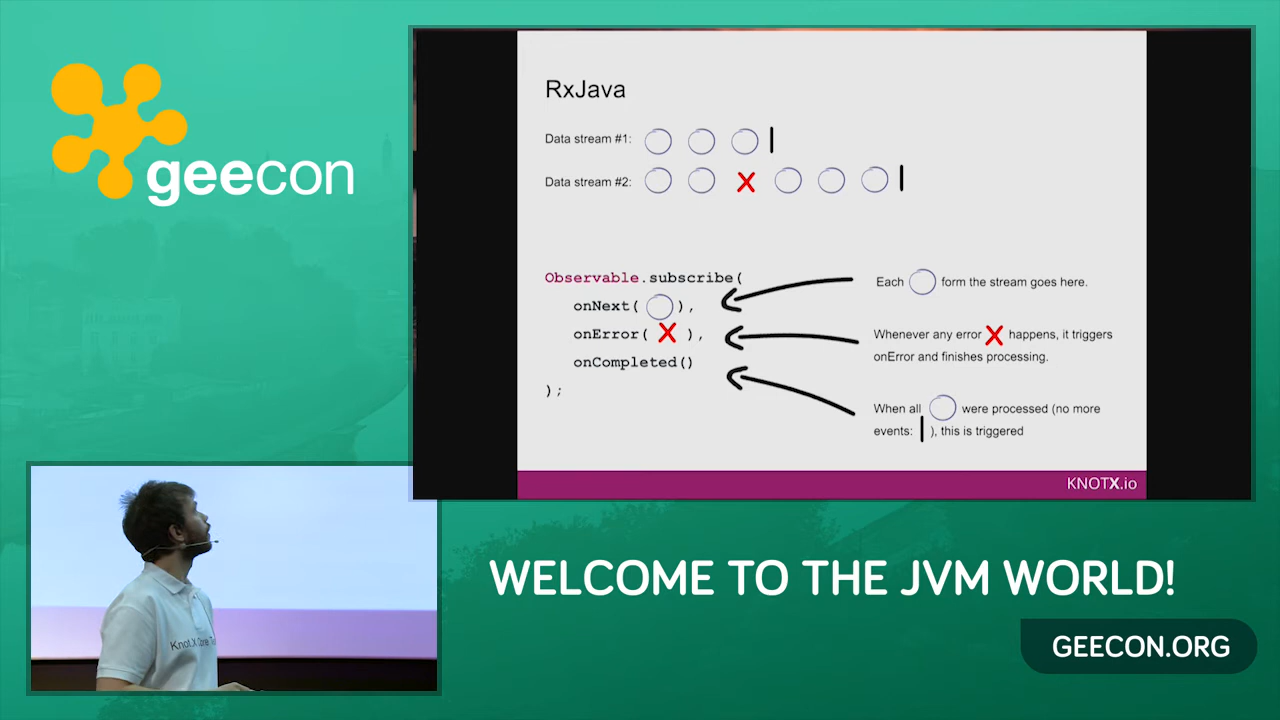 geecon
RxJava
Data stream #1:
Data stream #2:
Observable.subscribe(
onNext( ),
onError( X ),
onCompleted()
);
Each form the stream goes here.
Whenever any error X happens, it triggers
onError and finishes processing.
When all were processed (no more
events: | ), this is triggered
KNOTX.io
Knot.X Core
WELCOME TO THE JVM WORLD!
GEECON.ORG